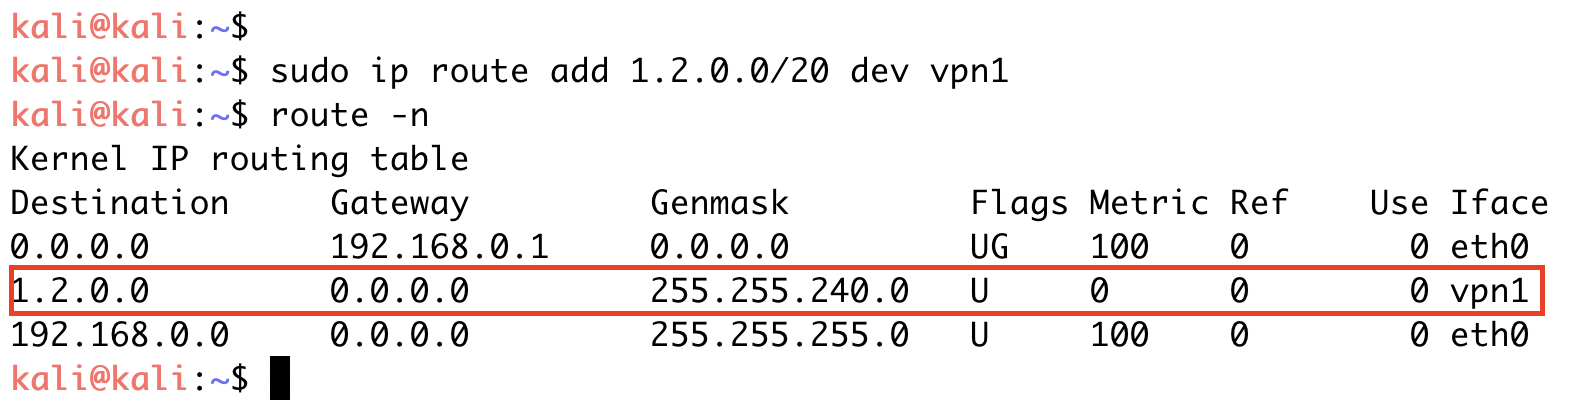 kali@kali:~$
kali@kali:~$ sudo ip route add 1.2.0.0/20 dev vpn1
kali@kali:~$ route -n
Kernel IP routing table
Destination     Gateway         Genmask         Flags Metric Ref    Use Iface
0.0.0.0         192.168.0.1     0.0.0.0         UG    100    0        0 eth0
1.2.0.0         0.0.0.0         255.255.240.0   U     0      0        0 vpn1
192.168.0.0     0.0.0.0         255.255.255.0   U     100    0        0 eth0
kali@kali:~$